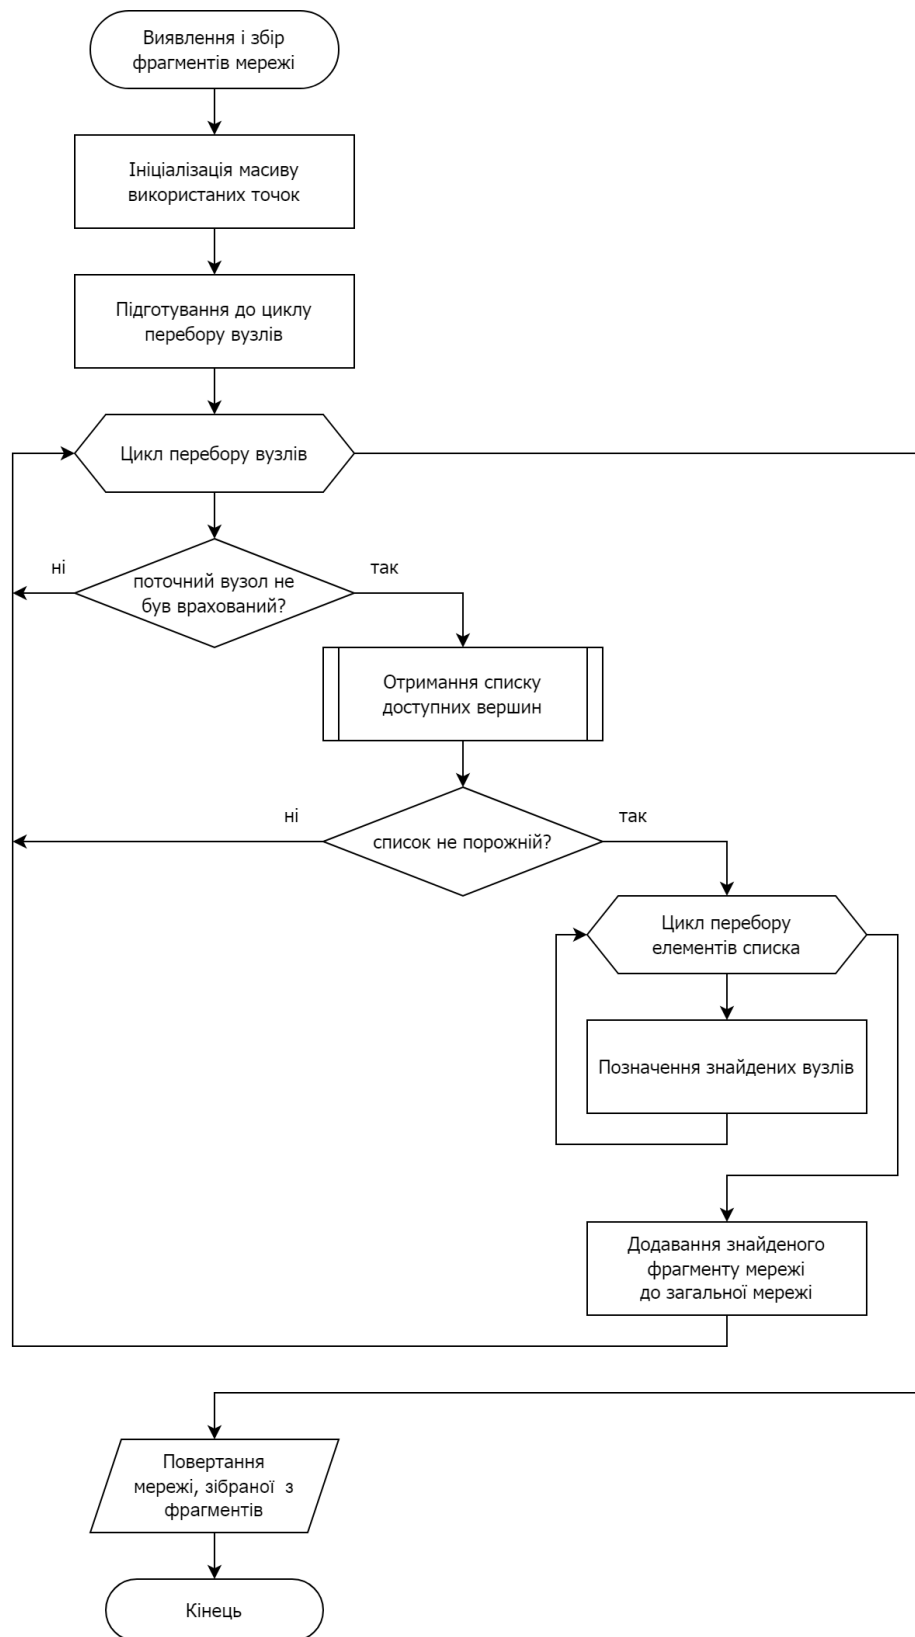 Виявлення і збір
фрагментів мережі
Ініціалізація масиву
використаних точок
Підготування до циклу
перебору вузлів
Цикл перебору вузлів
ні
так
поточний вузол не
був врахований?
Отримання списку
доступних вершин
ні
так
список не порожній?
Цикл перебору
елементів списка
Позначення знайдених вузлів
Додавання знайденого
фрагменту мережі
до загальної мережі
Повертання
мережі, зібраної з
фрагментів
Кінець